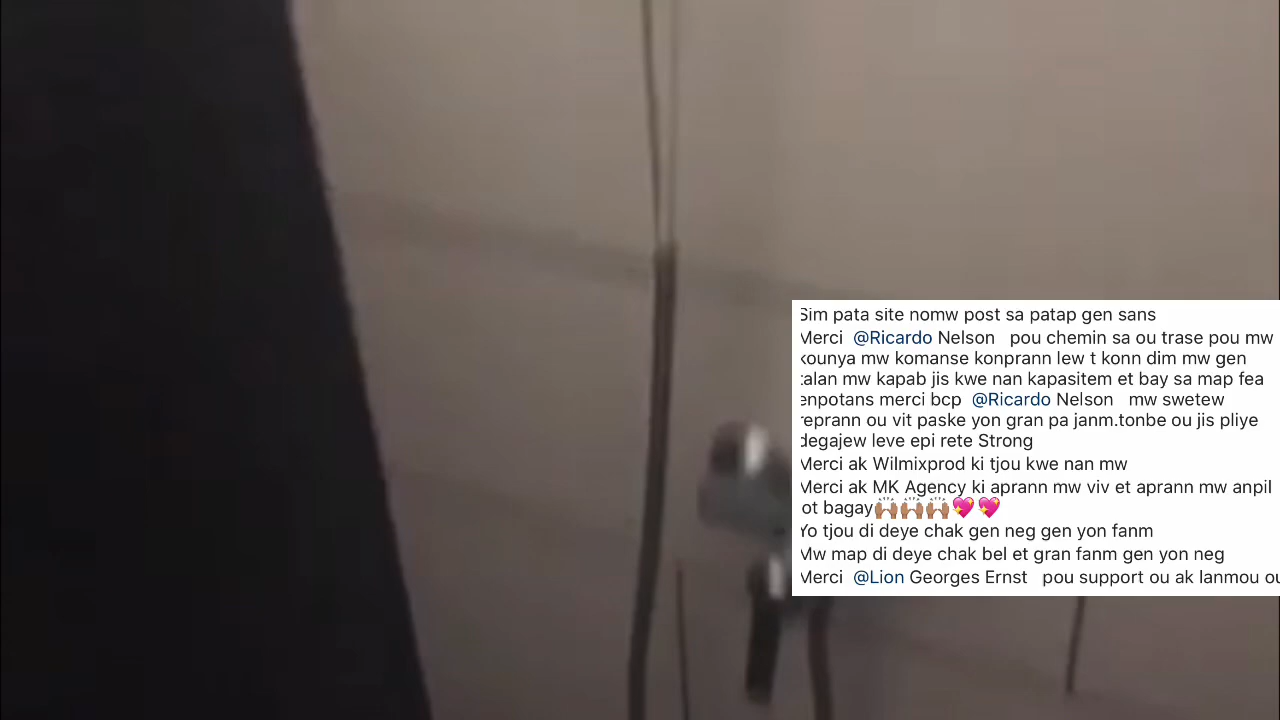 Sim pata site nomw post sa patap gen sans
Merci @Ricardo Nelson pou chemin sa ou trase pou mw
kounya mw komanse konprann lew t konn dim mw gen
talan mw kapab jis kwe nan kapasitem et bay sa map fea
enpotans merci bcp @Ricardo Nelson mw swetew
reprann ou vit paske yon gran pa janm.tonbe ou jis pliye
degajew leve epi rete Strong
Merci ak Wilmixprod ki tjou kwe nan mw
Merci ak MK Agency ki aprann mw viv et aprann mw anpil
ot bagay🙌🏽🙌🏽🙌🏽💖💖
Yo tjou di deye chak gen neg gen yon fanm
Mw map di deye chak bel et gran fanm gen yon neg
Merci @Lion Georges Ernst pou support ou ak lanmou